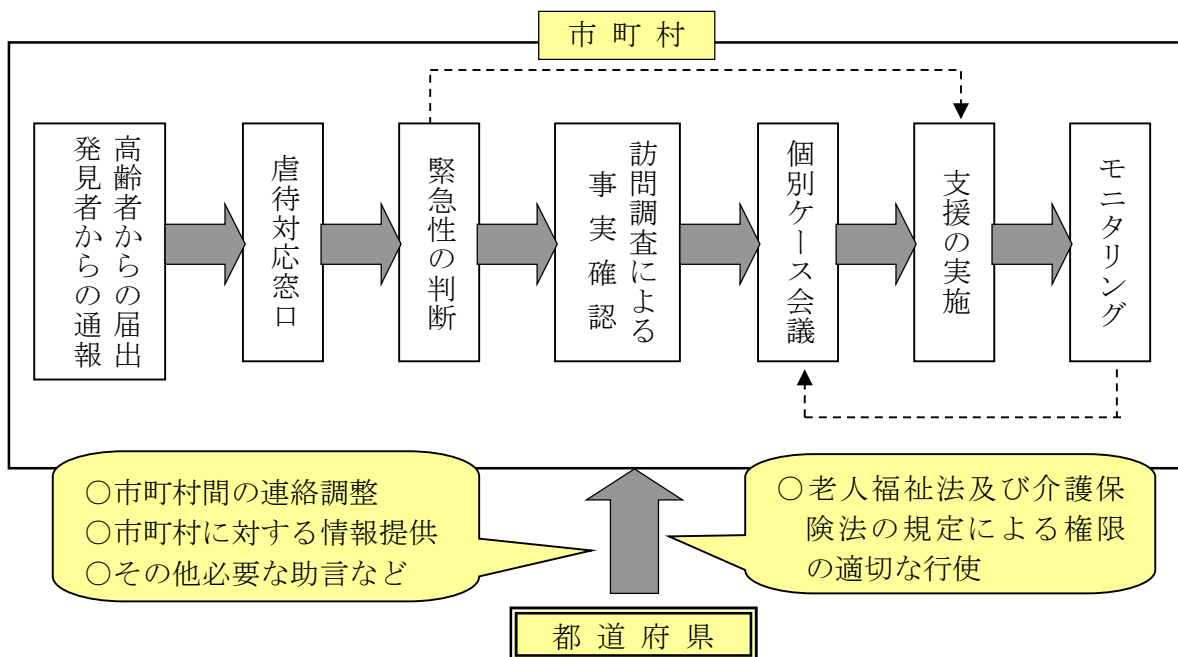 市町村
高齢者からの届出
発見者からの通報
虐待対応窓口
緊急性の判断
訪問調査による
事実確認
個別ケース会議
支援の実施
モニタリング
○市町村間の連絡調整
○市町村に対する情報提供
○その他必要な助言など
○老人福祉法及び介護保
険法の規定による権限
の適切な行使
都道府県